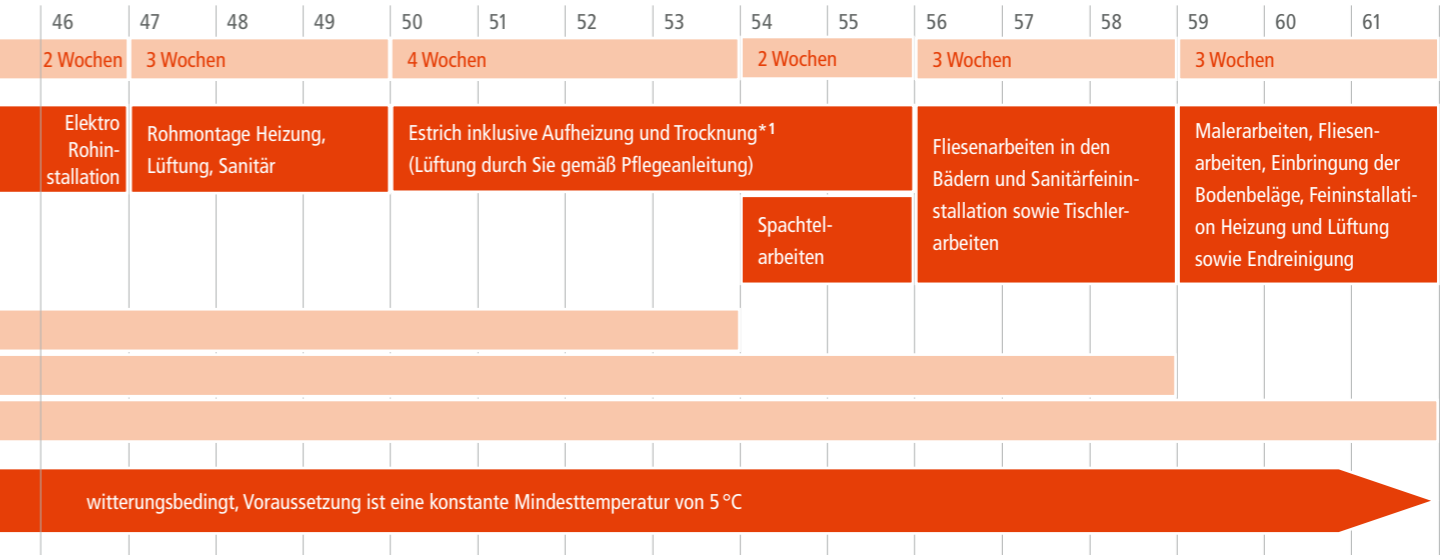 46 47 48 49 50 51 52 53 54 55 56 57 58 59 60 61
2 Wochen 3 Wochen 4 Wochen 2 Wochen 3 Wochen 3 Wochen
Elektro
Rohin-
stallation
Rohmontage Heizung,
Lüftung, Sanitär
Estrich inklusive Aufheizung und Trocknung*¹
(Lüftung durch Sie gemäß Pflegeanleitung)
Spachtel-
arbeiten
Fliesenarbeiten in den
Bädern und Sanitärfeinin-
stallation sowie Tischler-
arbeiten
Malerarbeiten, Fliesen-
arbeiten, Einbringung der
Bodenbeläge, Feininstallati-
on Heizung und Lüftung
sowie Endreinigung
witterungsbedingt, Voraussetzung ist eine konstante Mindesttemperatur von 5 °C